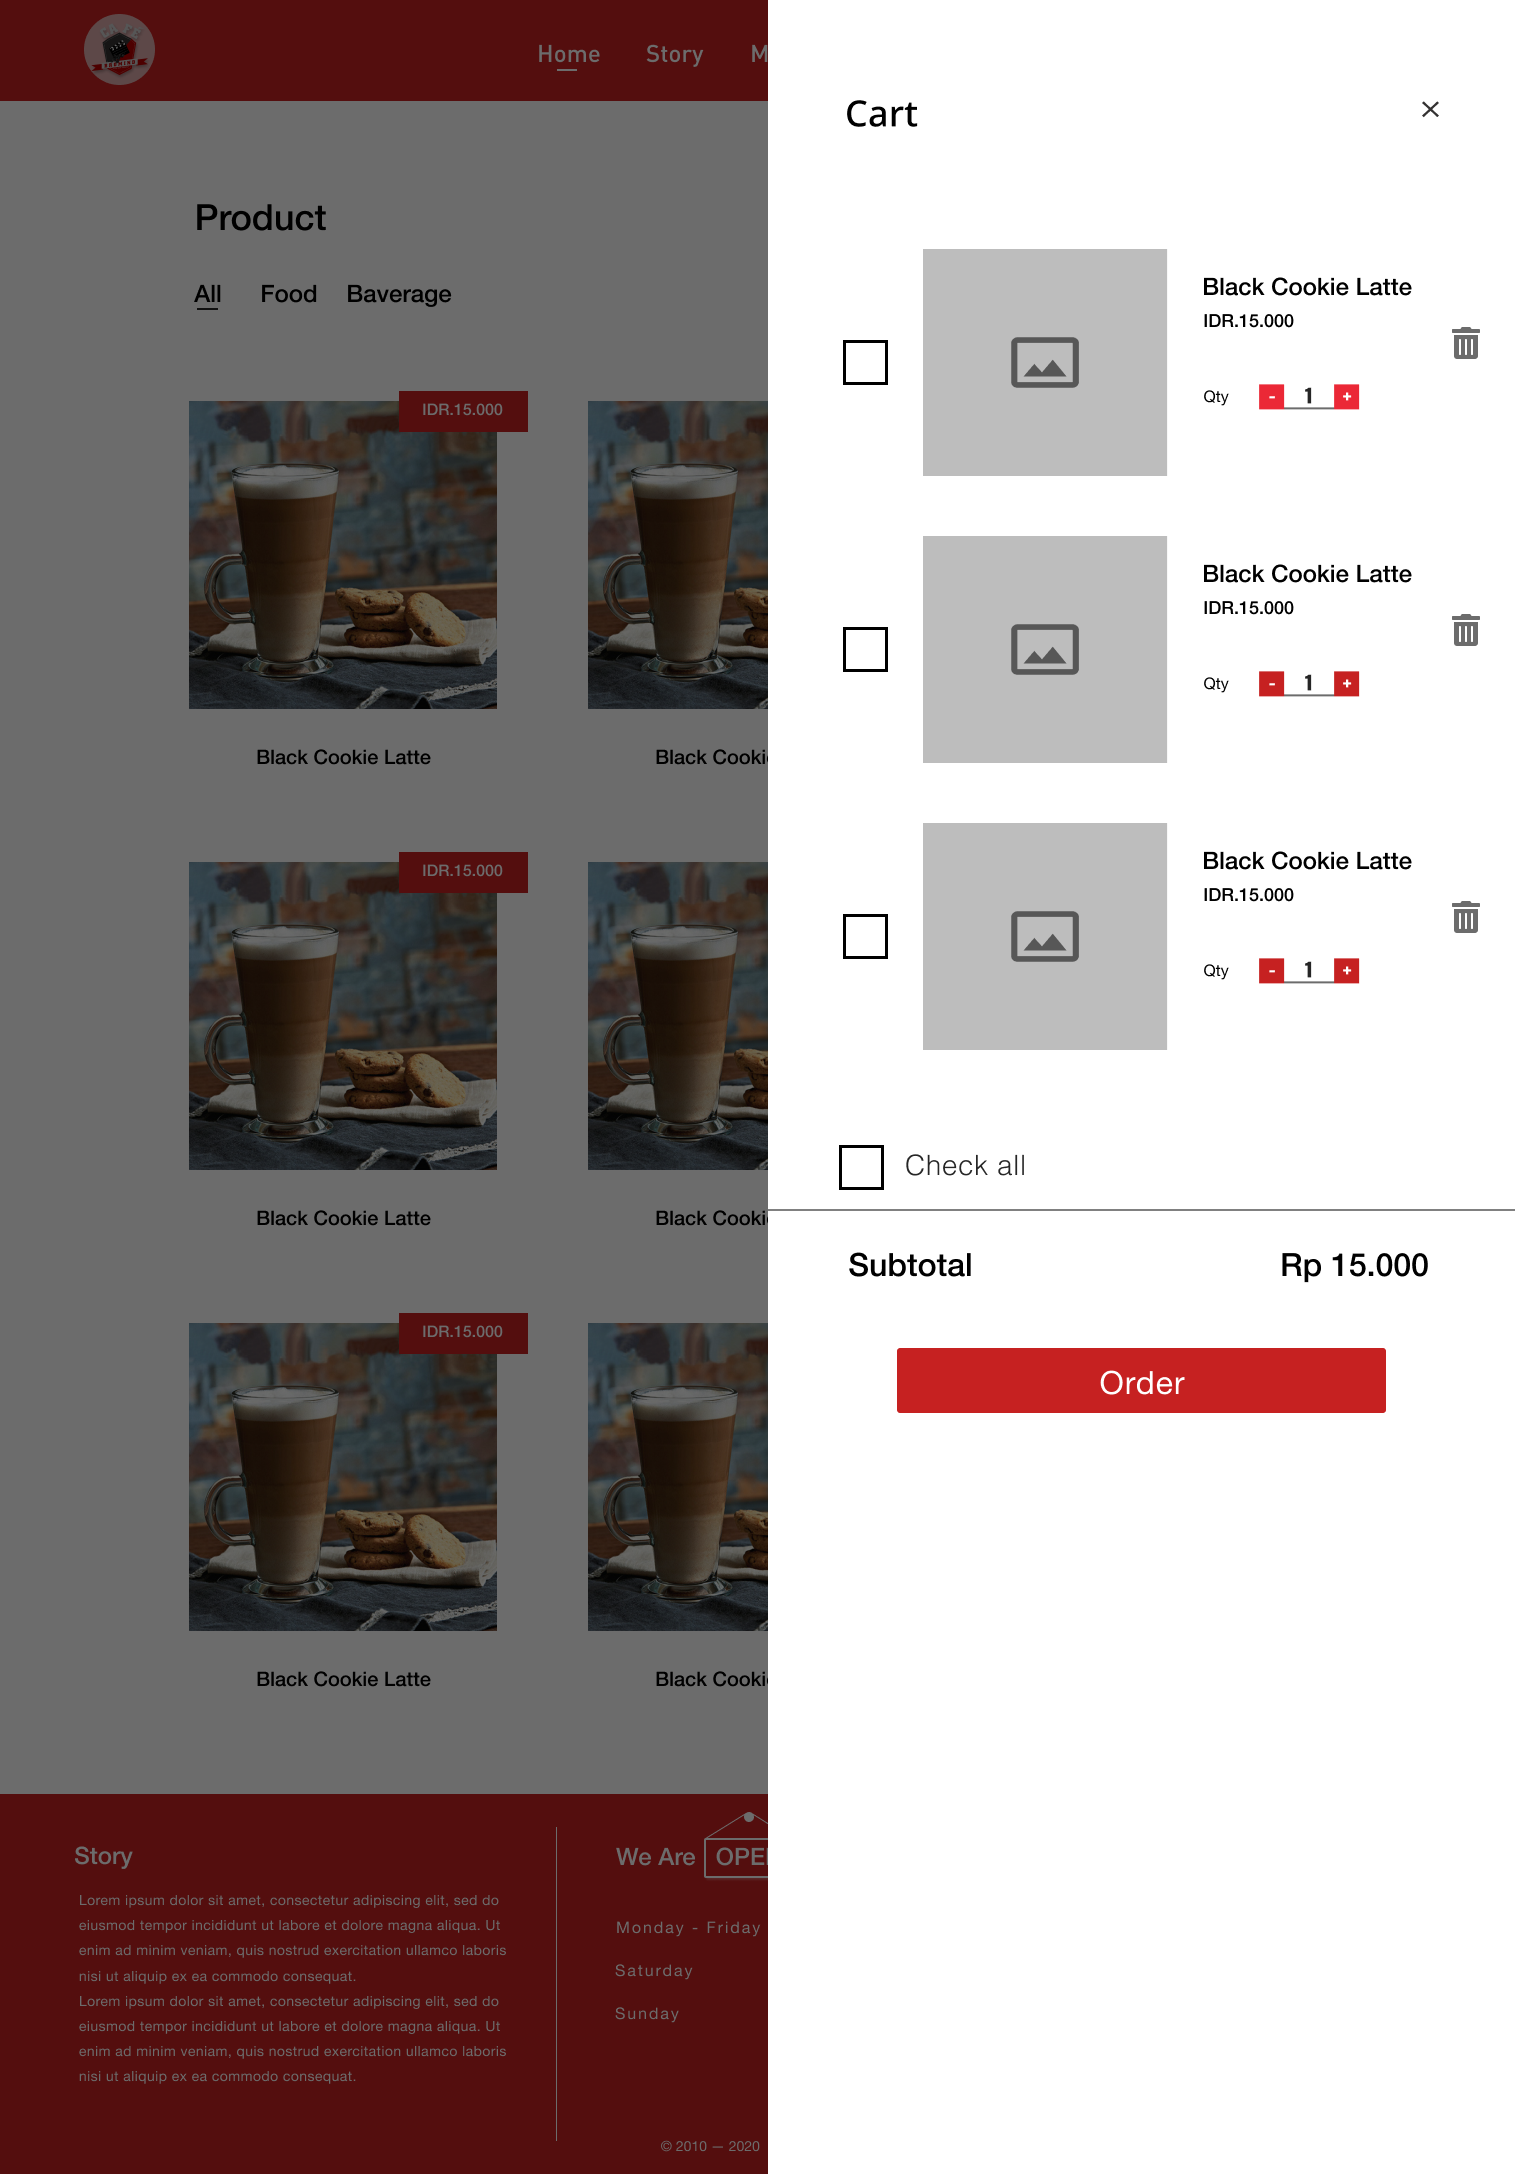 CAFE
Home Story M
Product
All Food Baverage
IDR.15.000
Black Cookie Latte Black Cooki
IDR.15.000
Black Cookie Latte Black Cooki
IDR.15.000
Black Cookie Latte Black Cooki
Story
Lorem ipsum dolor sit amet, consectetur adipiscing elit, sed do
eiusmod tempor incididunt ut labore et dolore magna aliqua. Ut
enim ad minim veniam, quis nostrud exercitation ullamco laboris
nisi ut aliquip ex ea commodo consequat.
Lorem ipsum dolor sit amet, consectetur adipiscing elit, sed do
eiusmod tempor incididunt ut labore et dolore magna aliqua. Ut
enim ad minim veniam, quis nostrud exercitation ullamco laboris
nisi ut aliquip ex ea commodo consequat.
We Are OPE
Monday - Friday
Saturday
Sunday
© 2010 — 2020
Cart ×
Black Cookie Latte
IDR.15.000
Qty - 1 +
Black Cookie Latte
IDR.15.000
Qty - 1 +
Black Cookie Latte
IDR.15.000
Qty - 1 +
Check all
Subtotal Rp 15.000
Order